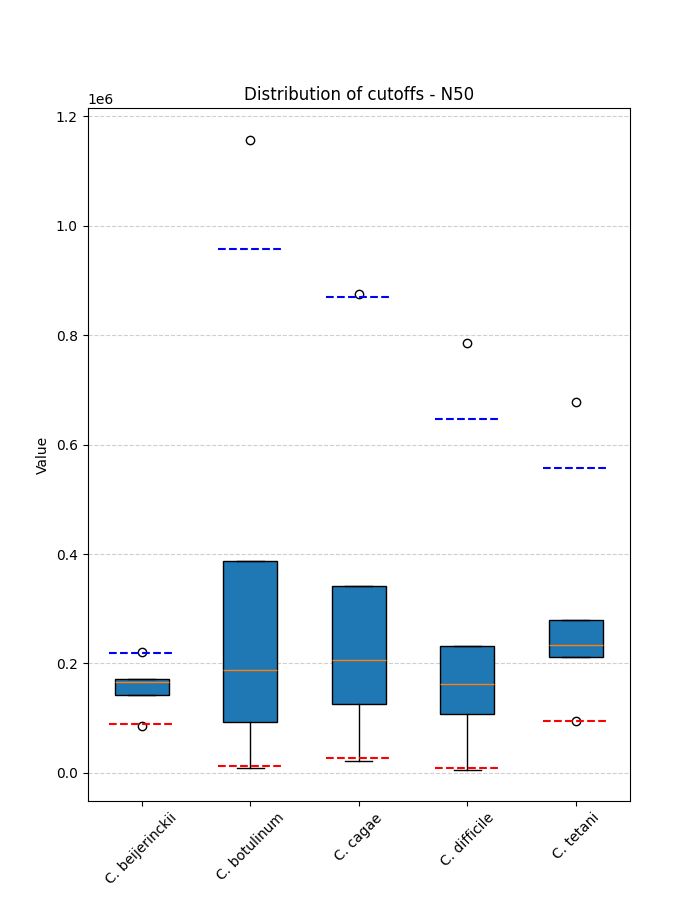 Distribution of cutoffs - N50
1e6
1.2
1.0
0.8
0.6
0.4
0.2
0.0
Value
C. beijerinckii
C. botulinum
C. cagae
C. difficile
C. tetani